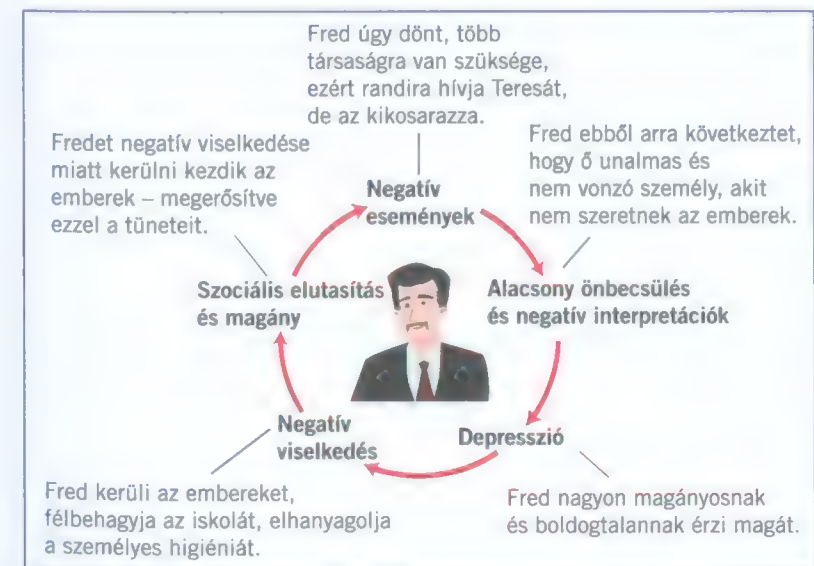 Fred úgy dönt, több
társaságra van szüksége,
ezért randira hívja Teresát,
de az kikosarazza.
Fred ebből arra következtet,
hogy ő unalmas és
nem vonzó személy, akit
nem szeretnek az emberek.
Fredet negatív viselkedése
miatt kerülni kezdik az
emberek – megerősítve
ezzel a tüneteit.
Negatív
események
Szociális elutasítás
és magány
Alacsony önbecsülés
és negatív interpretációk
Negatív
viselkedés
Depresszió
Fred kerüli az embereket,
félbehagyja az iskolát, elhanyagolja
a személyes higiéniát.
Fred nagyon magányosnak
és boldogtalannak érzi magát.